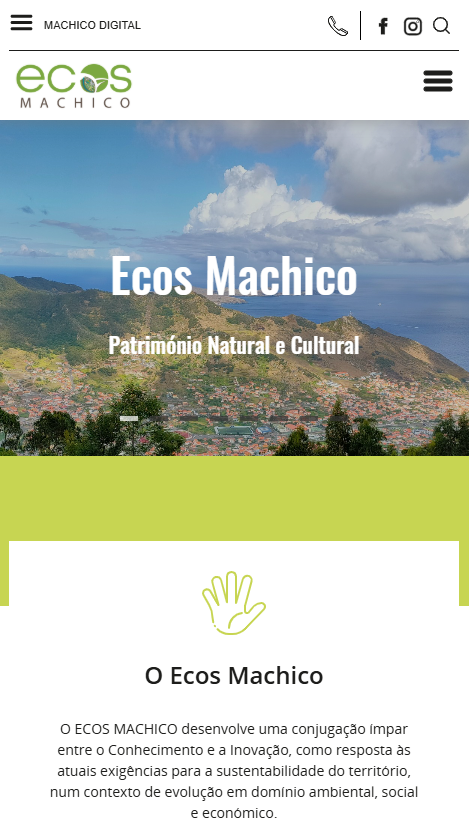 MACHICO DIGITAL
ecos
MACHICO
Ecos Machico
Património Natural e Cultural
O Ecos Machico
O ECOS MACHICO desenvolve uma conjugação ímpar
entre o Conhecimento e a Inovação, como resposta às
atuais exigências para a sustentabilidade do território,
num contexto de evolução em domínio ambiental, social
e económico.